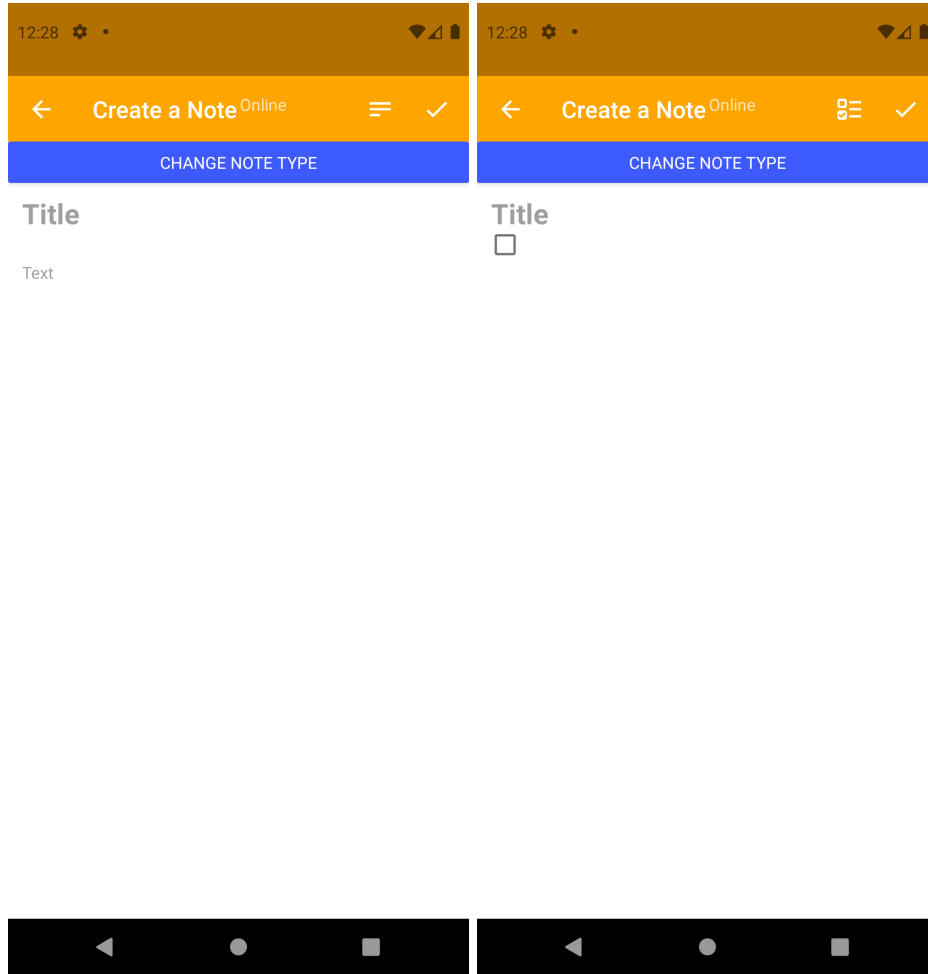 12:28
Create a Note Online
CHANGE NOTE TYPE
Title
Text
12:28
Create a Note Online
CHANGE NOTE TYPE
Title